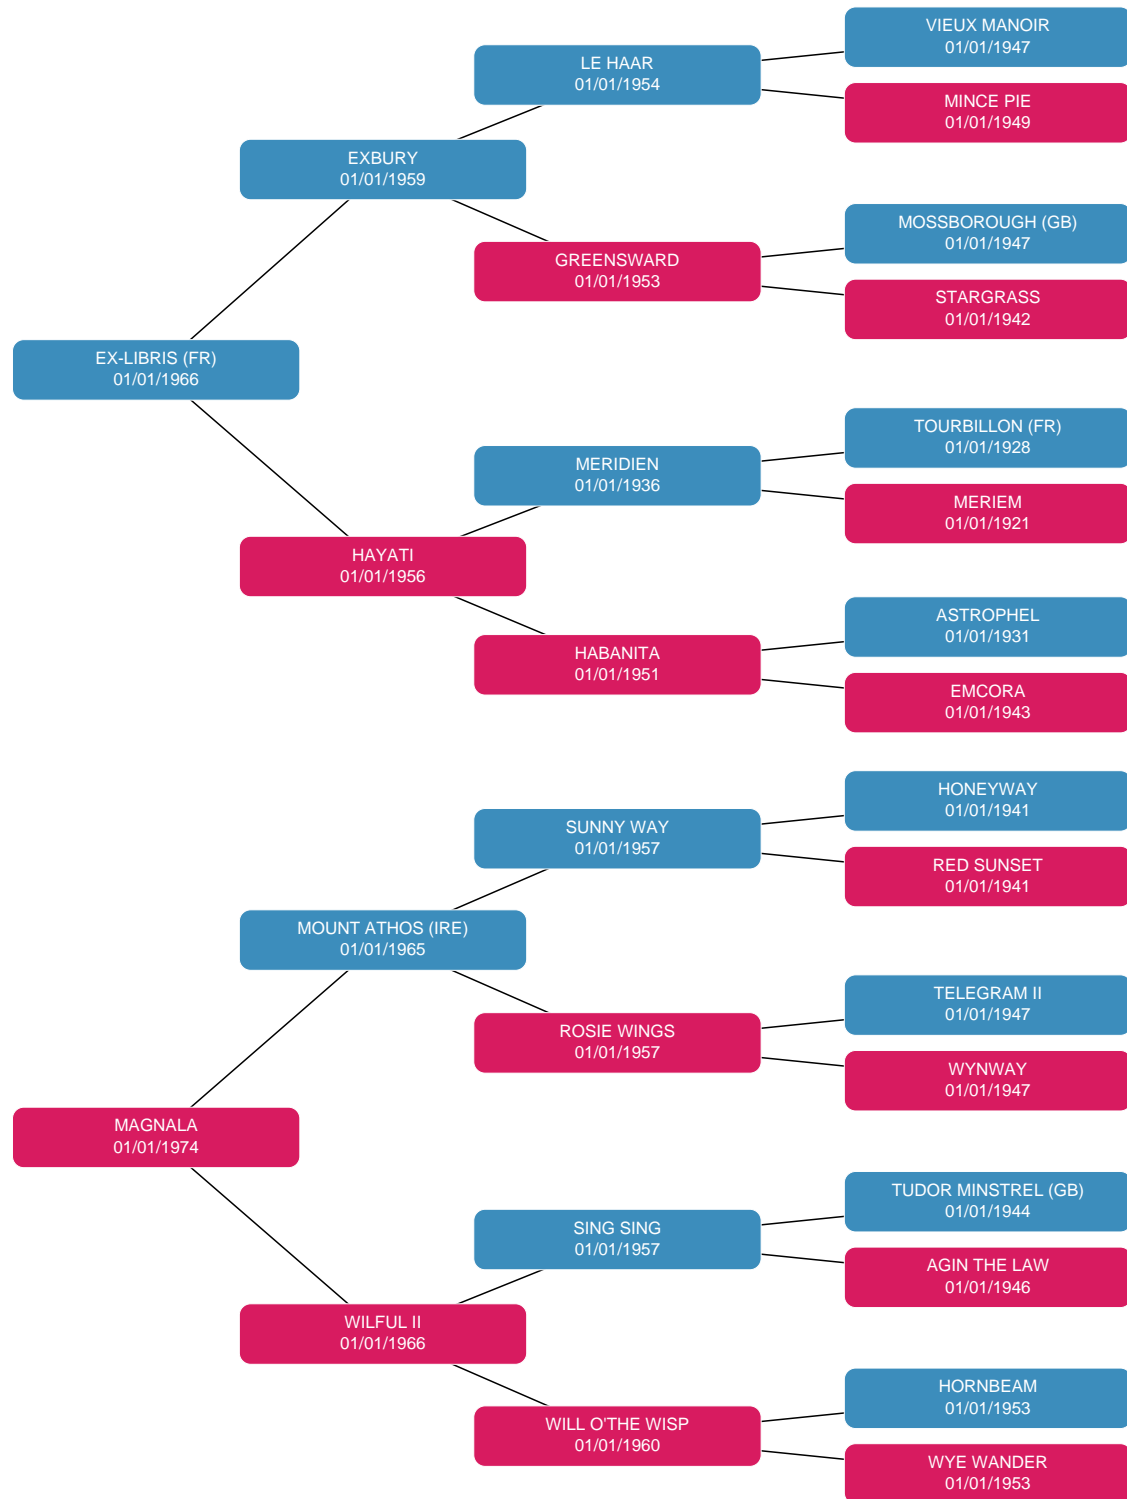 VIEUX MANOIR
01/01/1947
LE HAAR
01/01/1954
MINCE PIE
01/01/1949
EXBURY
01/01/1959
MOSSBOROUGH (GB)
01/01/1947
GREENSWARD
01/01/1953
STARGRASS
01/01/1942
EX-LIBRIS (FR)
01/01/1966
TOURBILLON (FR)
01/01/1928
MERIDIEN
01/01/1936
MERIEM
01/01/1921
HAYATI
01/01/1956
ASTROPHEL
01/01/1931
HABANITA
01/01/1951
EMCORA
01/01/1943
HONEYWAY
01/01/1941
SUNNY WAY
01/01/1957
RED SUNSET
01/01/1941
MOUNT ATHOS (IRE)
01/01/1965
TELEGRAM II
01/01/1947
ROSIE WINGS
01/01/1957
WYNWAY
01/01/1947
MAGNALA
01/01/1974
TUDOR MINSTREL (GB)
01/01/1944
SING SING
01/01/1957
AGIN THE LAW
01/01/1946
WILFUL II
01/01/1966
HORNBEAM
01/01/1953
WILL O'THE WISP
01/01/1960
WYE WANDER
01/01/1953